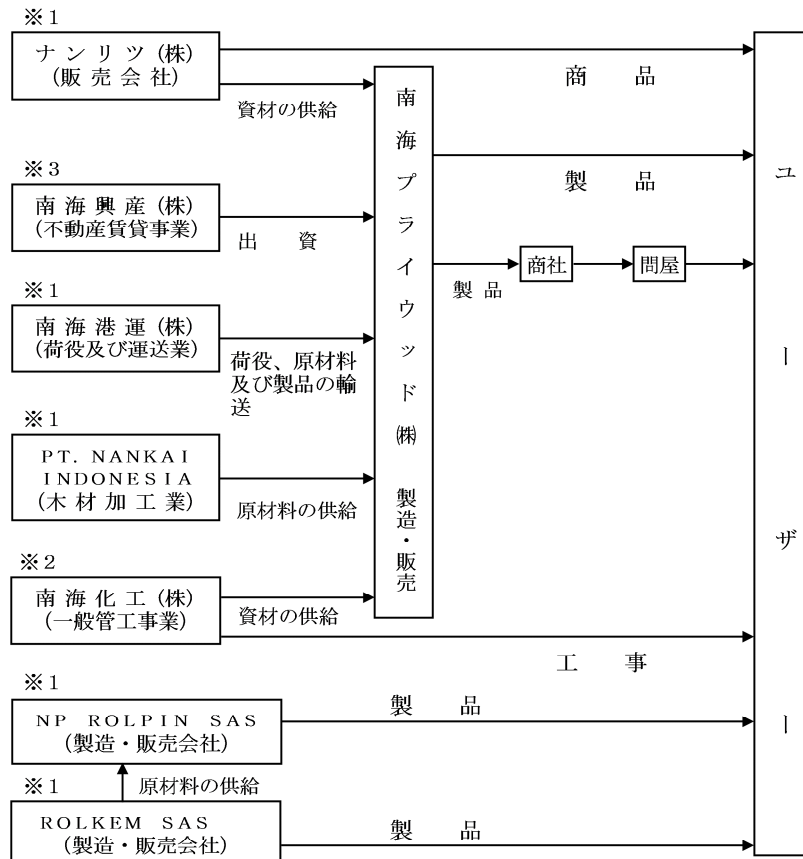 ※1
ナンリツ(株)
(販売会社)
商 品
資材の供給
※3
南海興産(株)
(不動産賃貸事業)
出 資
※1
南海港運(株)
(荷役及び運送業)
荷役、原材料
及び製品の輸
送
※1
PT. NANKAI
INDONESIA
(木材加工業)
原材料の供給
※2
南海化工(株)
(一般管工事業)
資材の供給
工 事
南海プライウッド㈱ 製造・販売
製 品
製 品
商社
問屋
ユーザー
※1
NP ROLPIN SAS
(製造・販売会社)
製 品
原材料の供給
※1
ROLKEM SAS
(製造・販売会社)
製 品